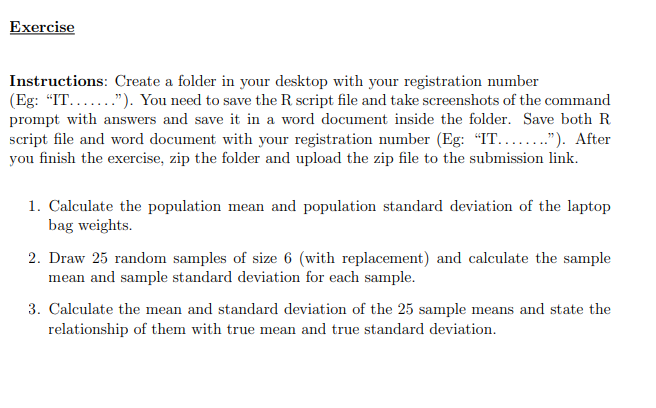 Exercise
Instructions: Create a folder in your desktop with your registration number
(Eg: “IT.......”). You need to save the R script file and take screenshots of the command
prompt with answers and save it in a word document inside the folder. Save both R
script file and word document with your registration number (Eg: “IT........”). After
you finish the exercise, zip the folder and upload the zip file to the submission link.
1. Calculate the population mean and population standard deviation of the laptop
bag weights.
2. Draw 25 random samples of size 6 (with replacement) and calculate the sample
mean and sample standard deviation for each sample.
3. Calculate the mean and standard deviation of the 25 sample means and state the
relationship of them with true mean and true standard deviation.